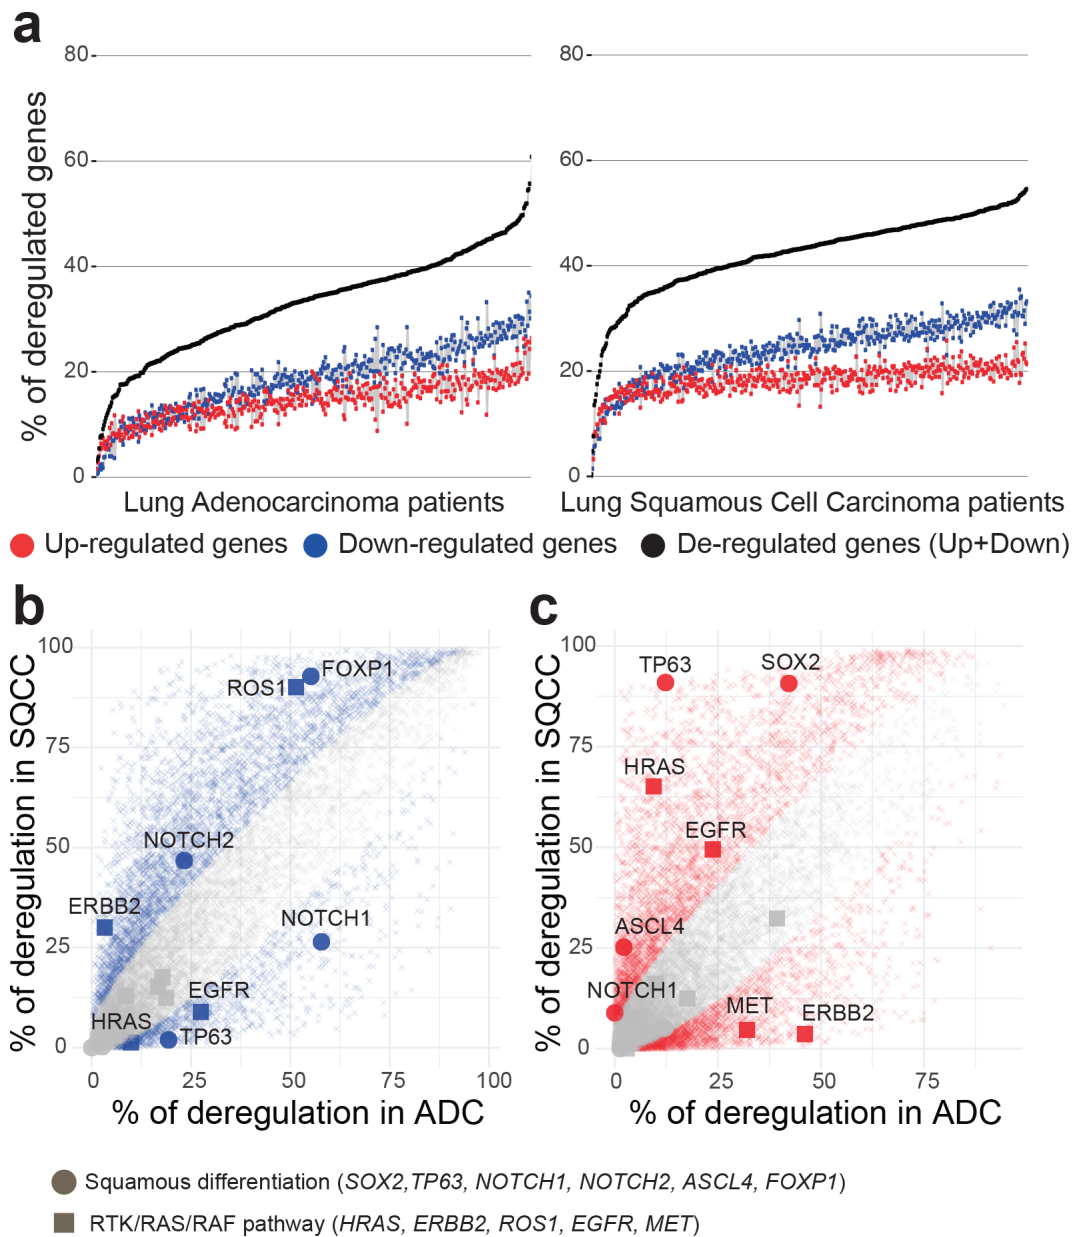 a
% of deregulated genes
80
60
40
20
0
80
60
40
20
0
Lung Adenocarcinoma patients
Lung Squamous Cell Carcinoma patients
Up-regulated genes
Down-regulated genes
De-regulated genes (Up+Down)
b
% of deregulation in SQCC
100
75
50
25
0
FOXP1
ROS1
NOTCH2
ERBB2
NOTCH1
EGFR
HRAS
TP63
0 25 50 75 100
% of deregulation in ADC
c
% of deregulation in SQCC
100
75
50
25
0
TP63
SOX2
HRAS
EGFR
ASCL4
NOTCH1
MET
ERBB2
0 25 50 75
% of deregulation in ADC
Squamous differentiation (SOX2,TP63, NOTCH1, NOTCH2, ASCL4, FOXP1)
RTK/RAS/RAF pathway (HRAS, ERBB2, ROS1, EGFR, MET)